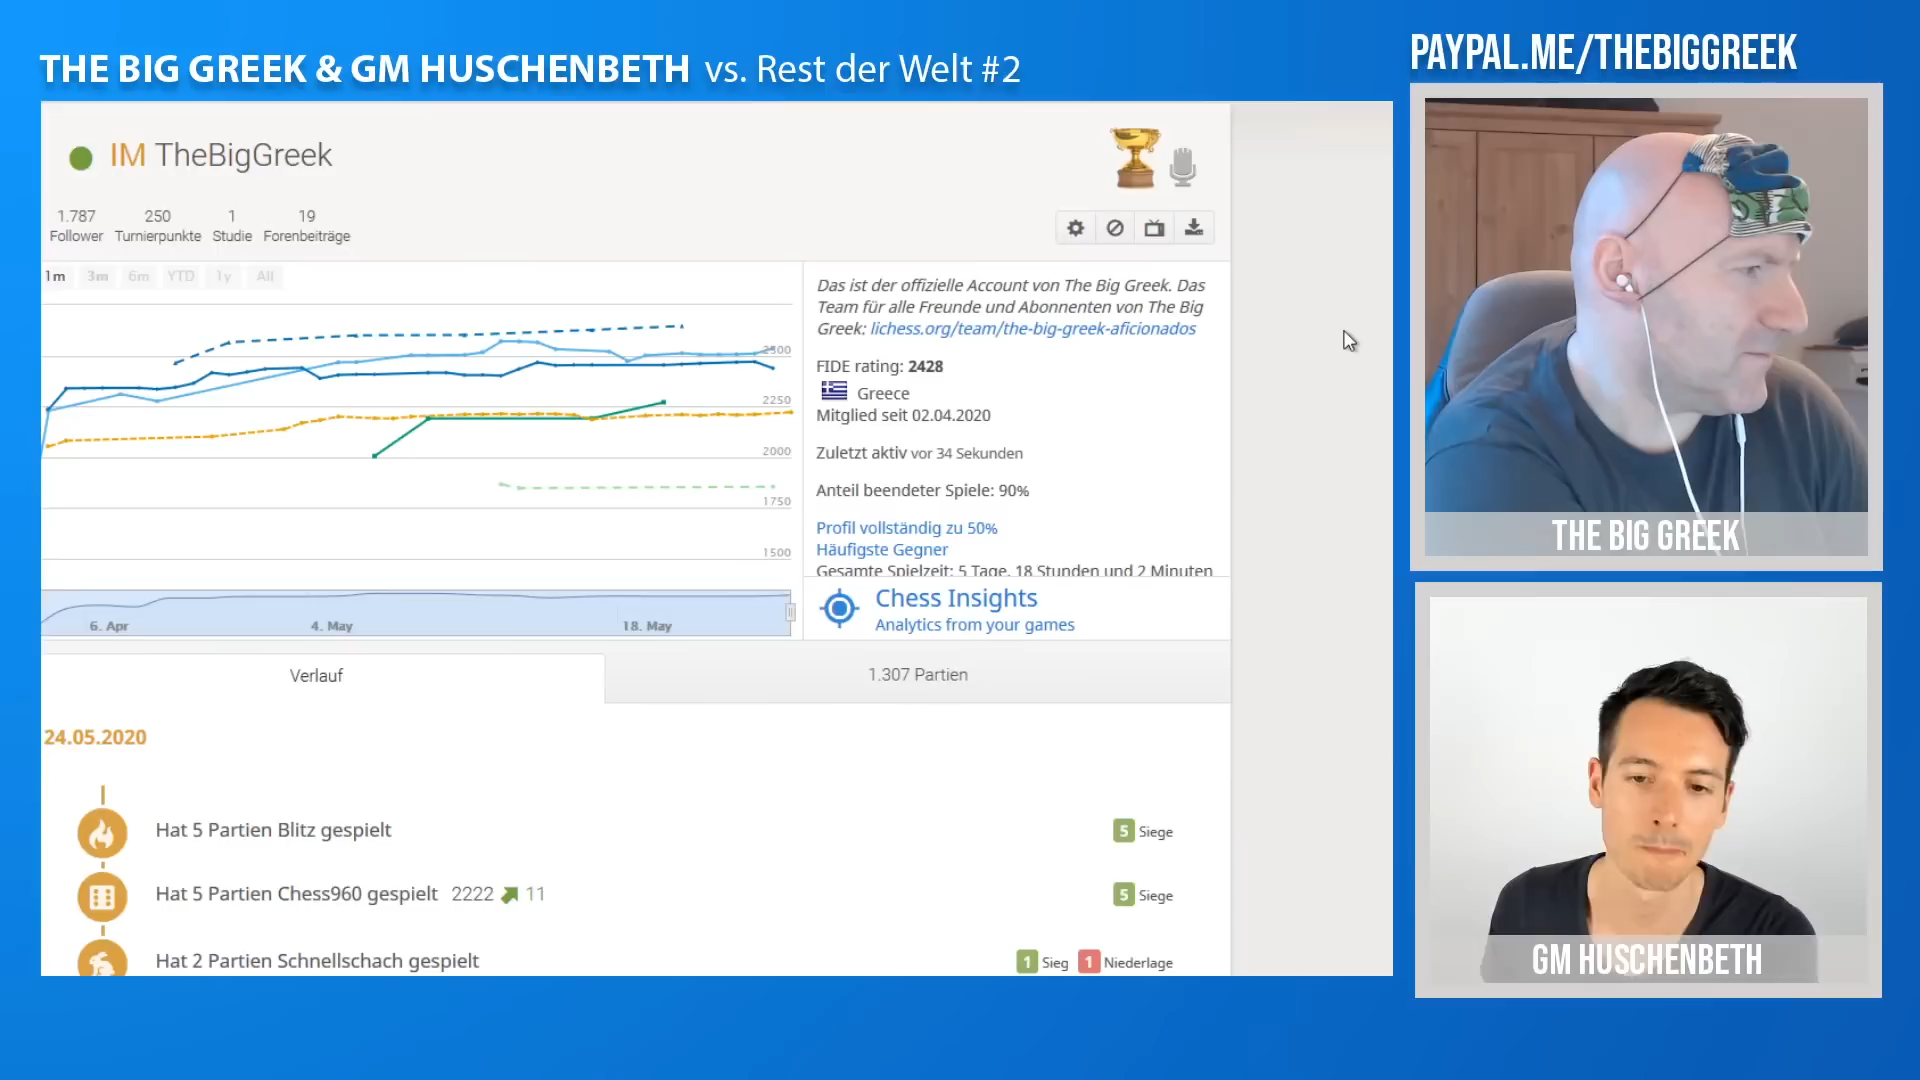 THE BIG GREEK & GM HUSCHENBETH vs. Rest der Welt #2
PAYPAL.ME/THEBIGGREEK
IM TheBigGreek
1.787 250 1 19
Follower Turnierpunkte Studie Forenbeiträge
1m 3m 6m YTD 1y All
2500
2250
2000
1750
1500
6. Apr 4. May 18. May
Das ist der offizielle Account von The Big Greek. Das
Team für alle Freunde und Abonnenten von The Big
Greek: lichess.org/team/the-big-greek-aficionados
FIDE rating: 2428
Greece
Mitglied seit 02.04.2020
Zuletzt aktiv vor 34 Sekunden
Anteil beendeter Spiele: 90%
Profil vollständig zu 50%
Häufigste Gegner
Gesamte Spielzeit: 5 Tage, 18 Stunden und 2 Minuten
Chess Insights
Analytics from your games
Verlauf 1.307 Partien
24.05.2020
Hat 5 Partien Blitz gespielt 5 Siege
Hat 5 Partien Chess960 gespielt 2222 11 5 Siege
Hat 2 Partien Schnellschach gespielt 1 Sieg 1 Niederlage
THE BIG GREEK
GM HUSCHENBETH